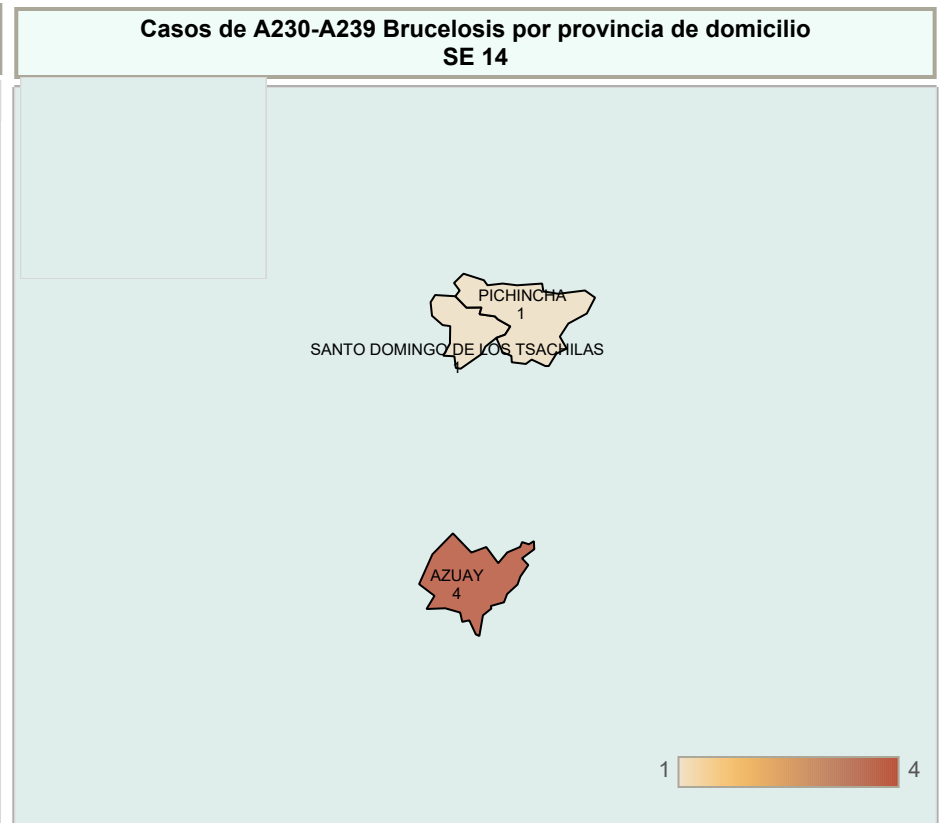 Casos de A230-A239 Brucelosis por provincia de domicilio
SE 14
PICHINCHA
1
SANTO DOMINGO DE LOS TSACHILAS
1
AZUAY
4
1
4